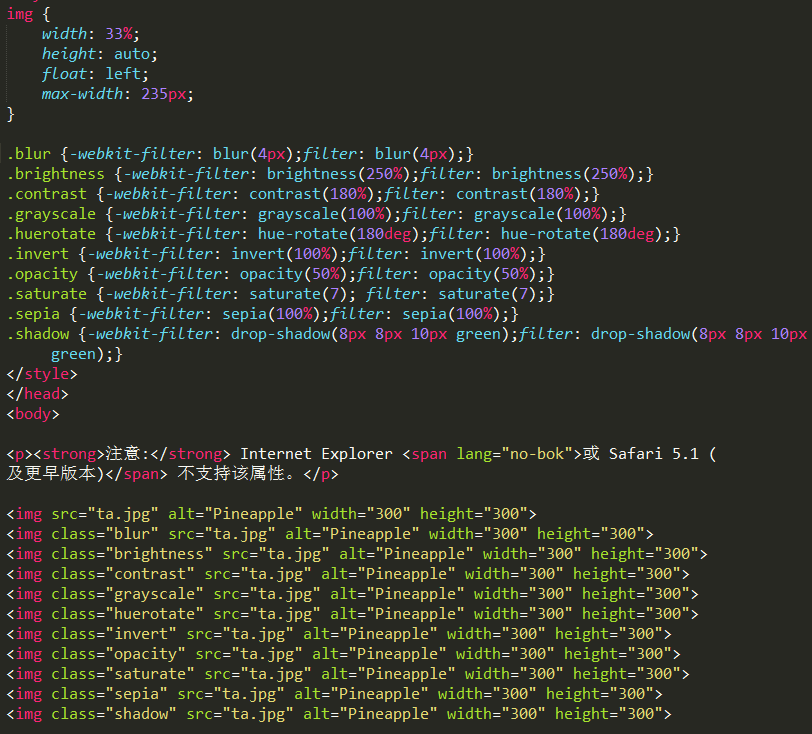 img {
    width: 33%;
    height: auto;
    float: left;
    max-width: 235px;
}

.blur {-webkit-filter: blur(4px);filter: blur(4px);}
.brightness {-webkit-filter: brightness(250%);filter: brightness(250%);}
.contrast {-webkit-filter: contrast(180%);filter: contrast(180%);}
.grayscale {-webkit-filter: grayscale(100%);filter: grayscale(100%);}
.huerotate {-webkit-filter: hue-rotate(180deg);filter: hue-rotate(180deg);}
.invert {-webkit-filter: invert(100%);filter: invert(100%);}
.opacity {-webkit-filter: opacity(50%);filter: opacity(50%);}
.saturate {-webkit-filter: saturate(7); filter: saturate(7);}
.sepia {-webkit-filter: sepia(100%);filter: sepia(100%);}
.shadow {-webkit-filter: drop-shadow(8px 8px 10px green);filter: drop-shadow(8px 8px 10px
     green);}
</style>
</head>
<body>

<p><strong>注意:</strong> Internet Explorer <span lang="no-bok">或 Safari 5.1 (
及更早版本)</span> 不支持该属性。</p>

<img src="ta.jpg" alt="Pineapple" width="300" height="300">
<img class="blur" src="ta.jpg" alt="Pineapple" width="300" height="300">
<img class="brightness" src="ta.jpg" alt="Pineapple" width="300" height="300">
<img class="contrast" src="ta.jpg" alt="Pineapple" width="300" height="300">
<img class="grayscale" src="ta.jpg" alt="Pineapple" width="300" height="300">
<img class="huerotate" src="ta.jpg" alt="Pineapple" width="300" height="300">
<img class="invert" src="ta.jpg" alt="Pineapple" width="300" height="300">
<img class="opacity" src="ta.jpg" alt="Pineapple" width="300" height="300">
<img class="saturate" src="ta.jpg" alt="Pineapple" width="300" height="300">
<img class="sepia" src="ta.jpg" alt="Pineapple" width="300" height="300">
<img class="shadow" src="ta.jpg" alt="Pineapple" width="300" height="300">